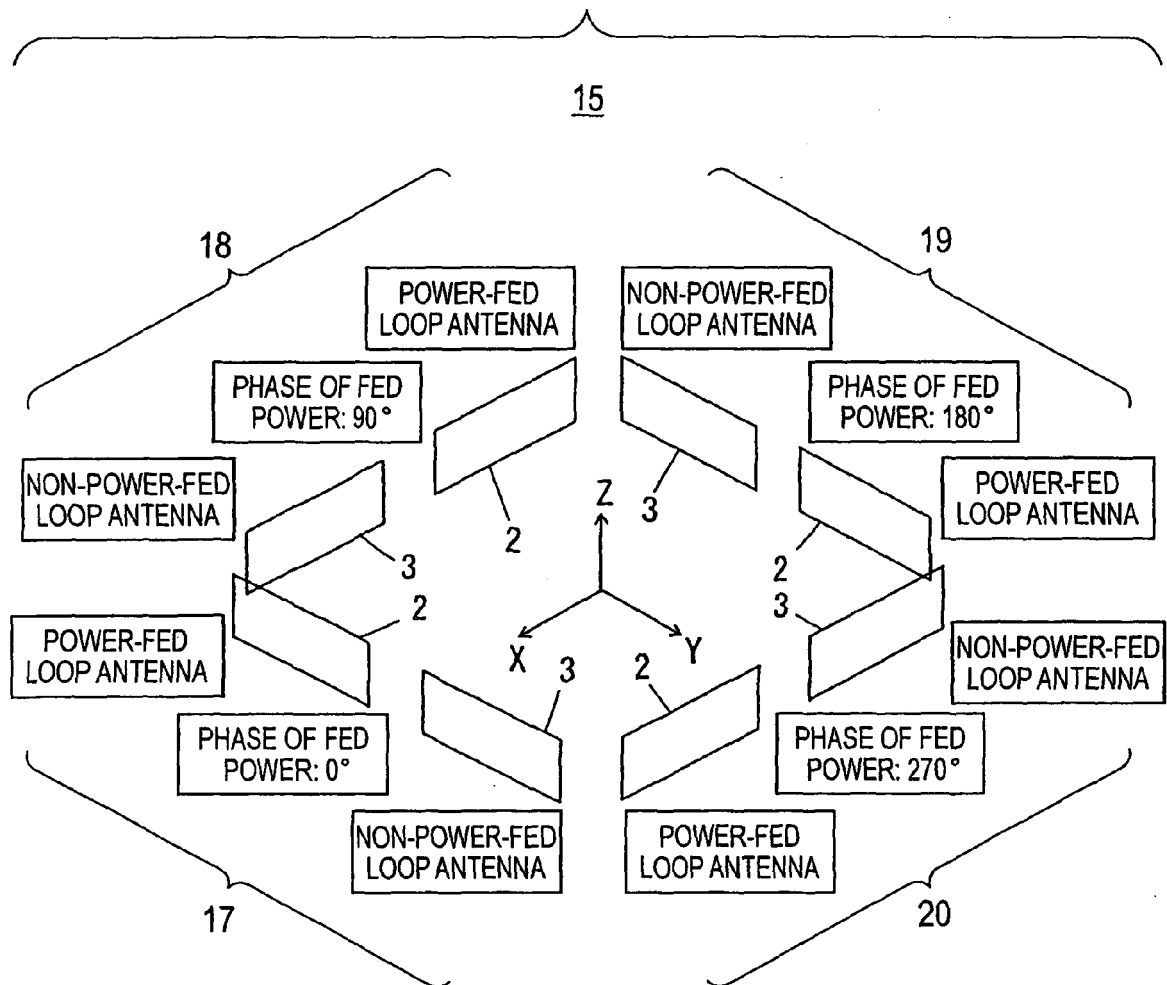 15
18
19
POWER-FED
LOOP ANTENNA
NON-POWER-FED
LOOP ANTENNA
PHASE OF FED
POWER: 90°
PHASE OF FED
POWER: 180°
NON-POWER-FED
LOOP ANTENNA
POWER-FED
LOOP ANTENNA
2
3
Z
3
2
2
3
POWER-FED
LOOP ANTENNA
X
Y
NON-POWER-FED
LOOP ANTENNA
3
2
PHASE OF FED
POWER: 0°
PHASE OF FED
POWER: 270°
NON-POWER-FED
LOOP ANTENNA
POWER-FED
LOOP ANTENNA
17
20